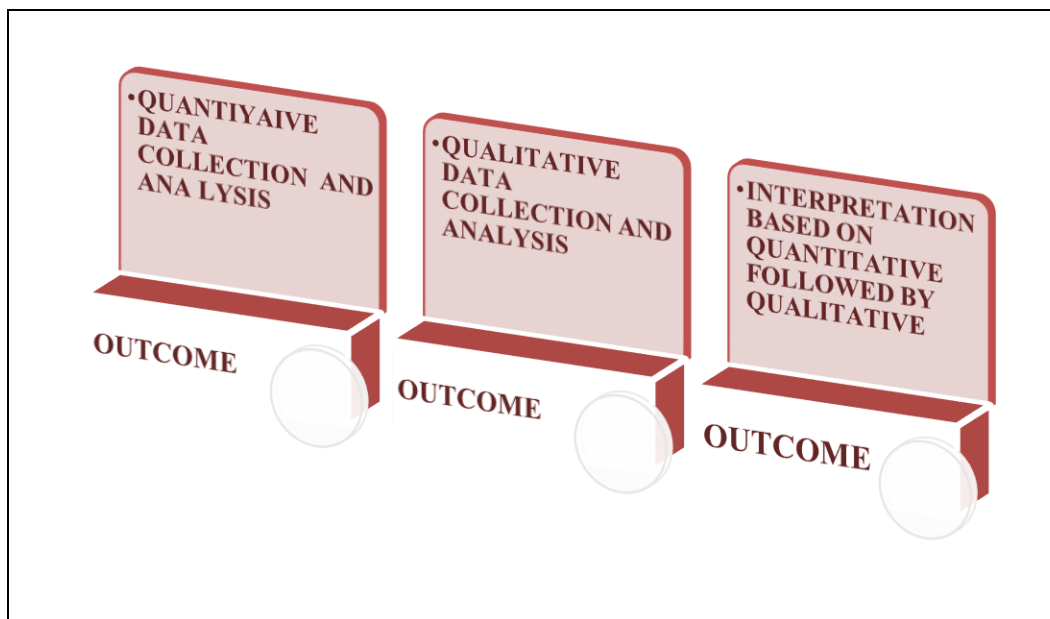 •QUANTIYAIVE
DATA
COLLECTION AND
ANA LYSIS
OUTCOME
•QUALITATIVE
DATA
COLLECTION AND
ANALYSIS
OUTCOME
•INTERPRETATION
BASED ON
QUANTITATIVE
FOLLOWED BY
QUALITATIVE
OUTCOME